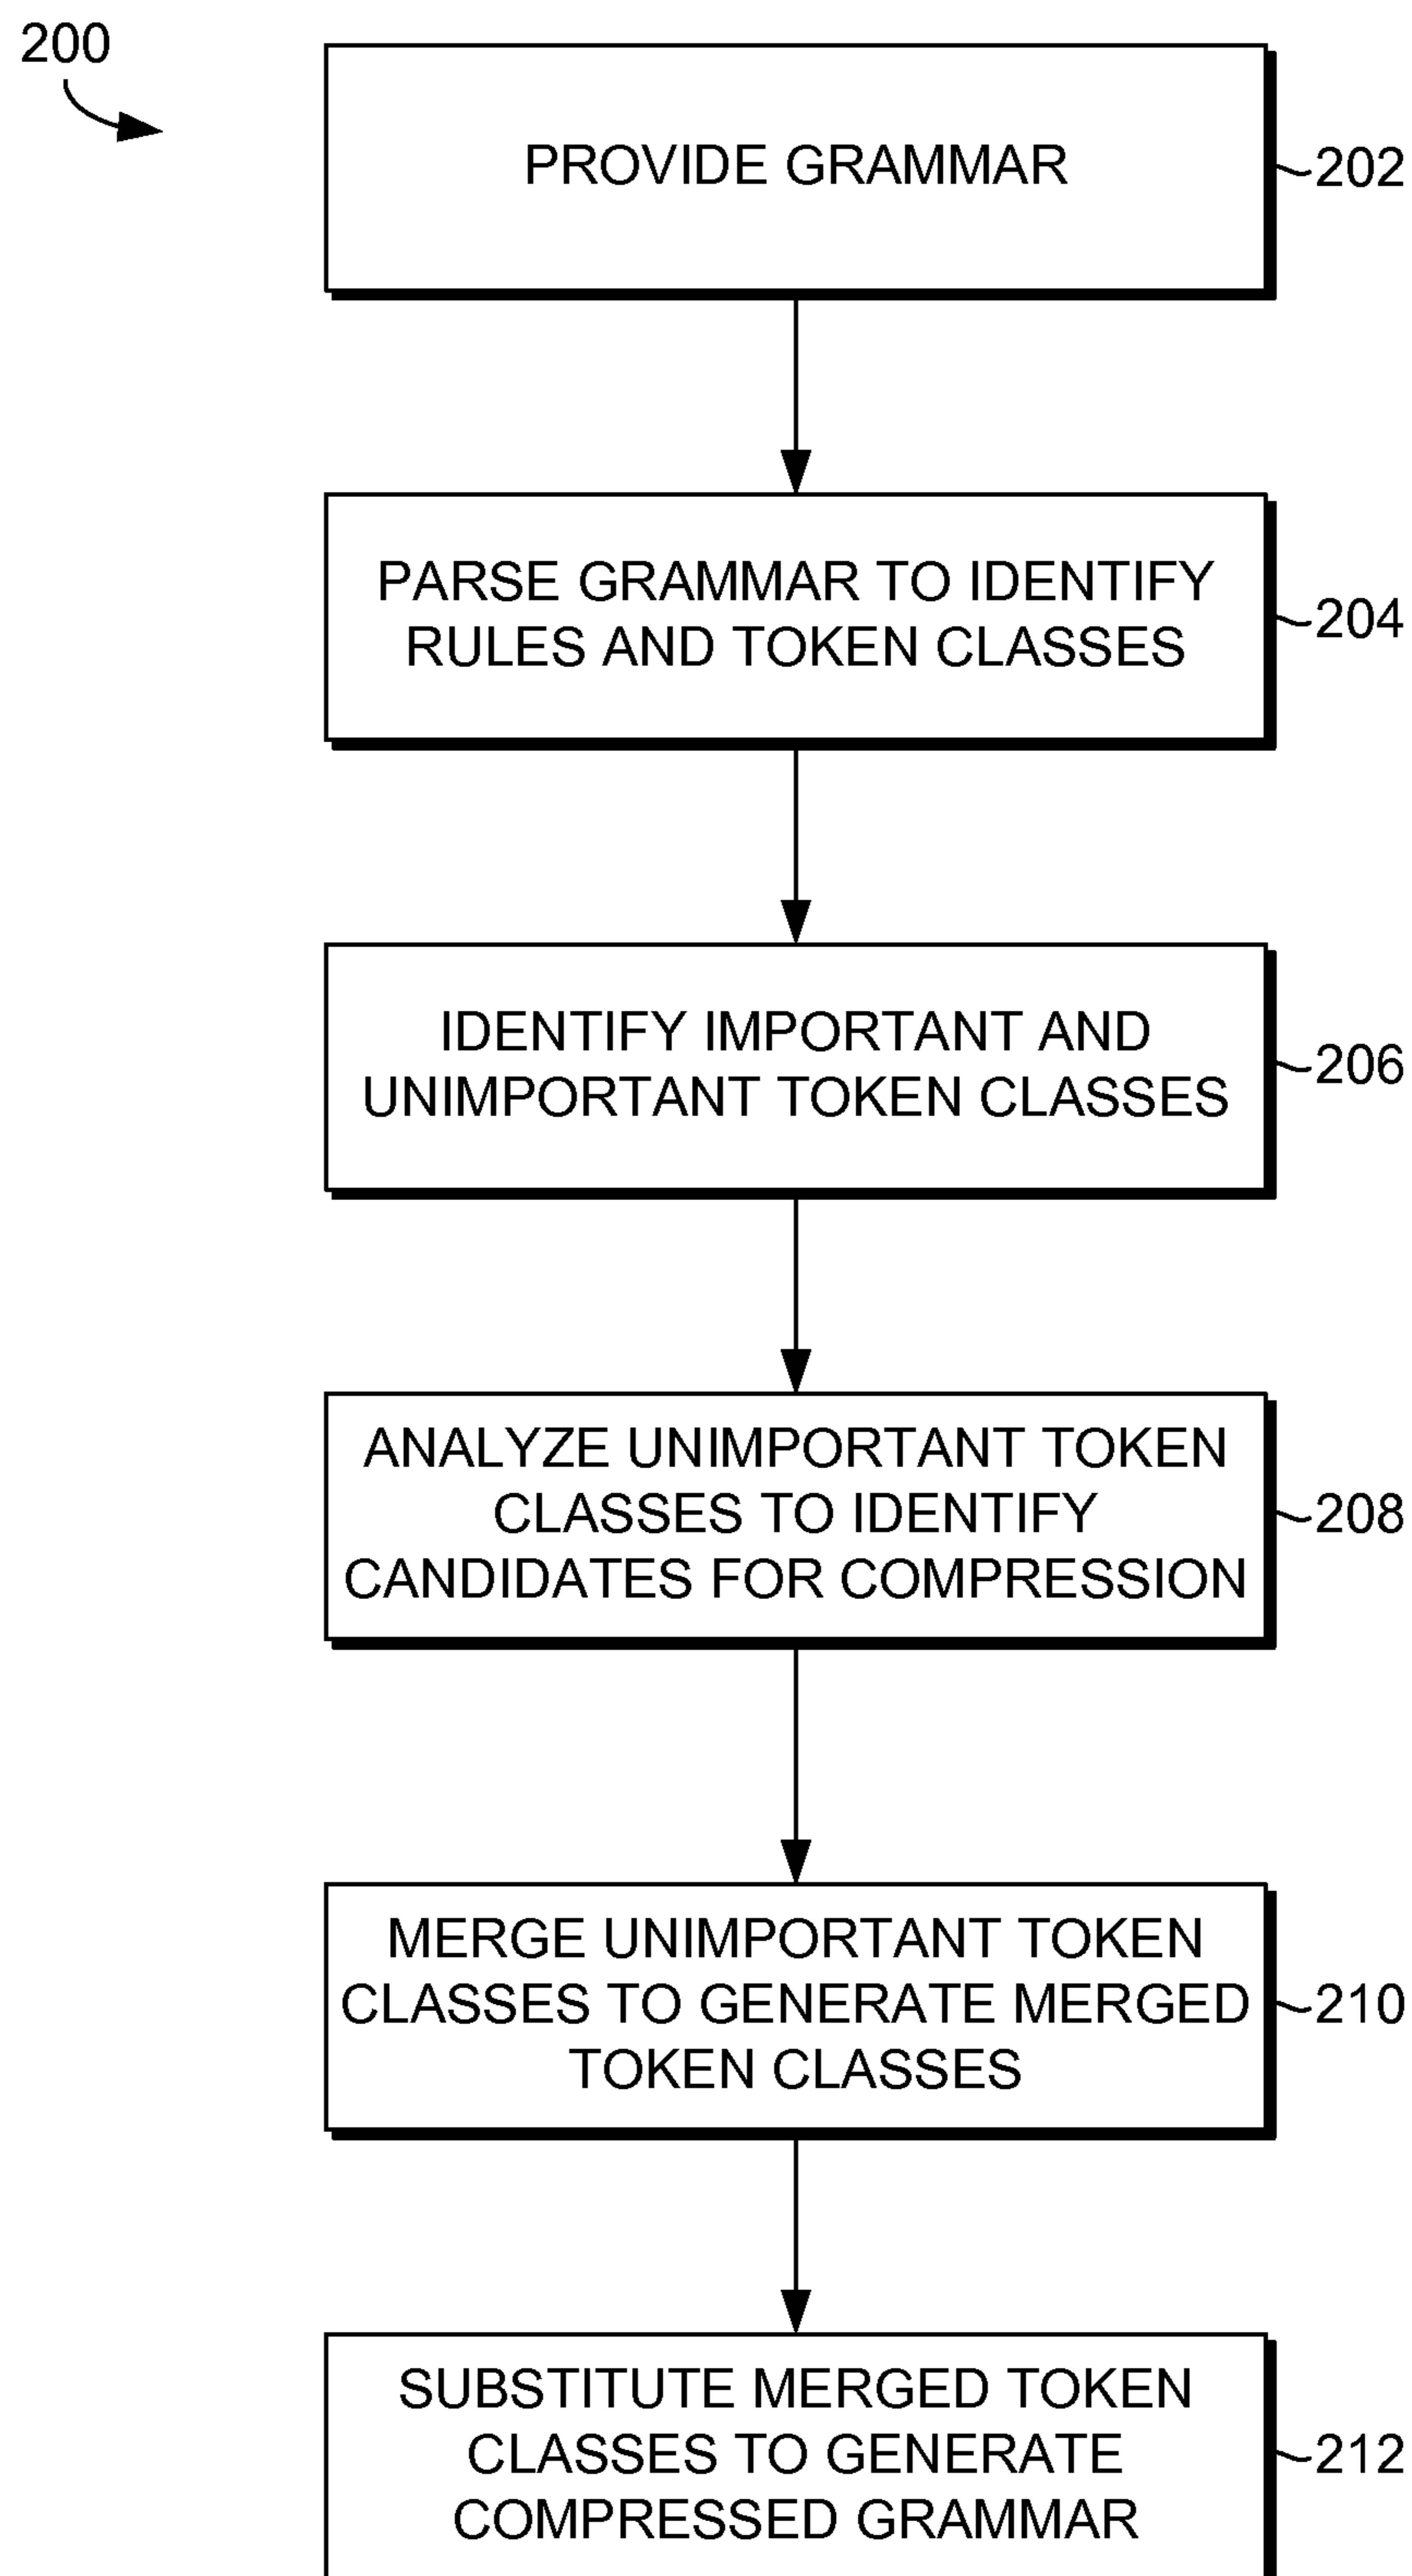 200
PROVIDE GRAMMAR
202
PARSE GRAMMAR TO IDENTIFY
RULES AND TOKEN CLASSES
204
IDENTIFY IMPORTANT AND
UNIMPORTANT TOKEN CLASSES
206
ANALYZE UNIMPORTANT TOKEN
CLASSES TO IDENTIFY
CANDIDATES FOR COMPRESSION
208
MERGE UNIMPORTANT TOKEN
CLASSES TO GENERATE MERGED
TOKEN CLASSES
210
SUBSTITUTE MERGED TOKEN
CLASSES TO GENERATE
COMPRESSED GRAMMAR
212